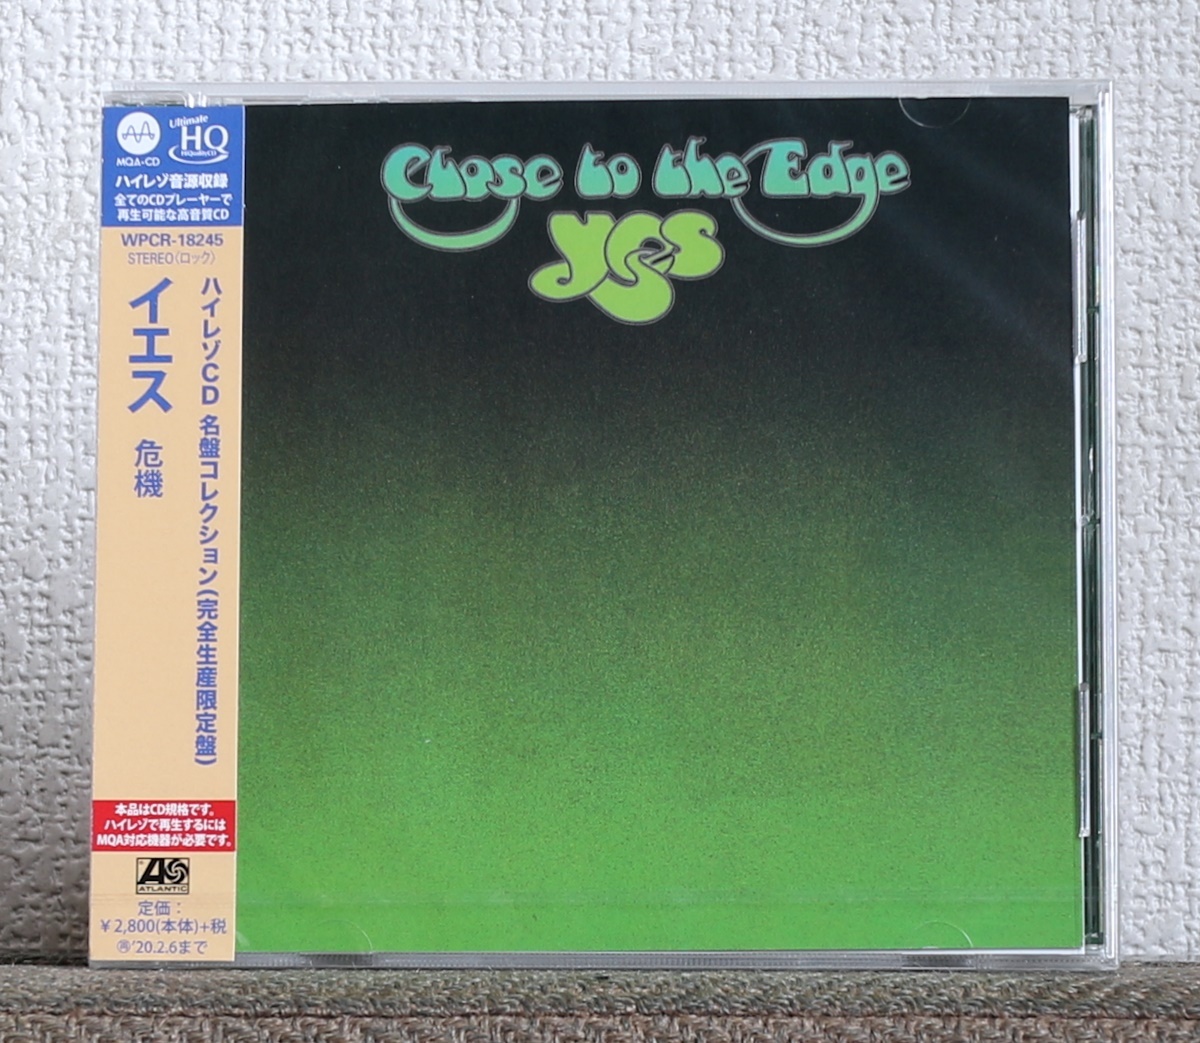 Close to the Edge
yes
MQA-CD
Ultimate
HQ
HiQualityCD
ハイレゾ音源収録
全てのCDプレーヤーで
再生可能な高音質CD
WPCR-18245
STEREO(ロック)
ハイレゾCD 名盤コレクション(完全生産限定盤)
イエス 危機
本品はCD規格です。
ハイレゾで再生するには
MQA対応機器が必要です。
ATLANTIC
定価：
￥2,800(本体)+税
㋮'20.2.6まで